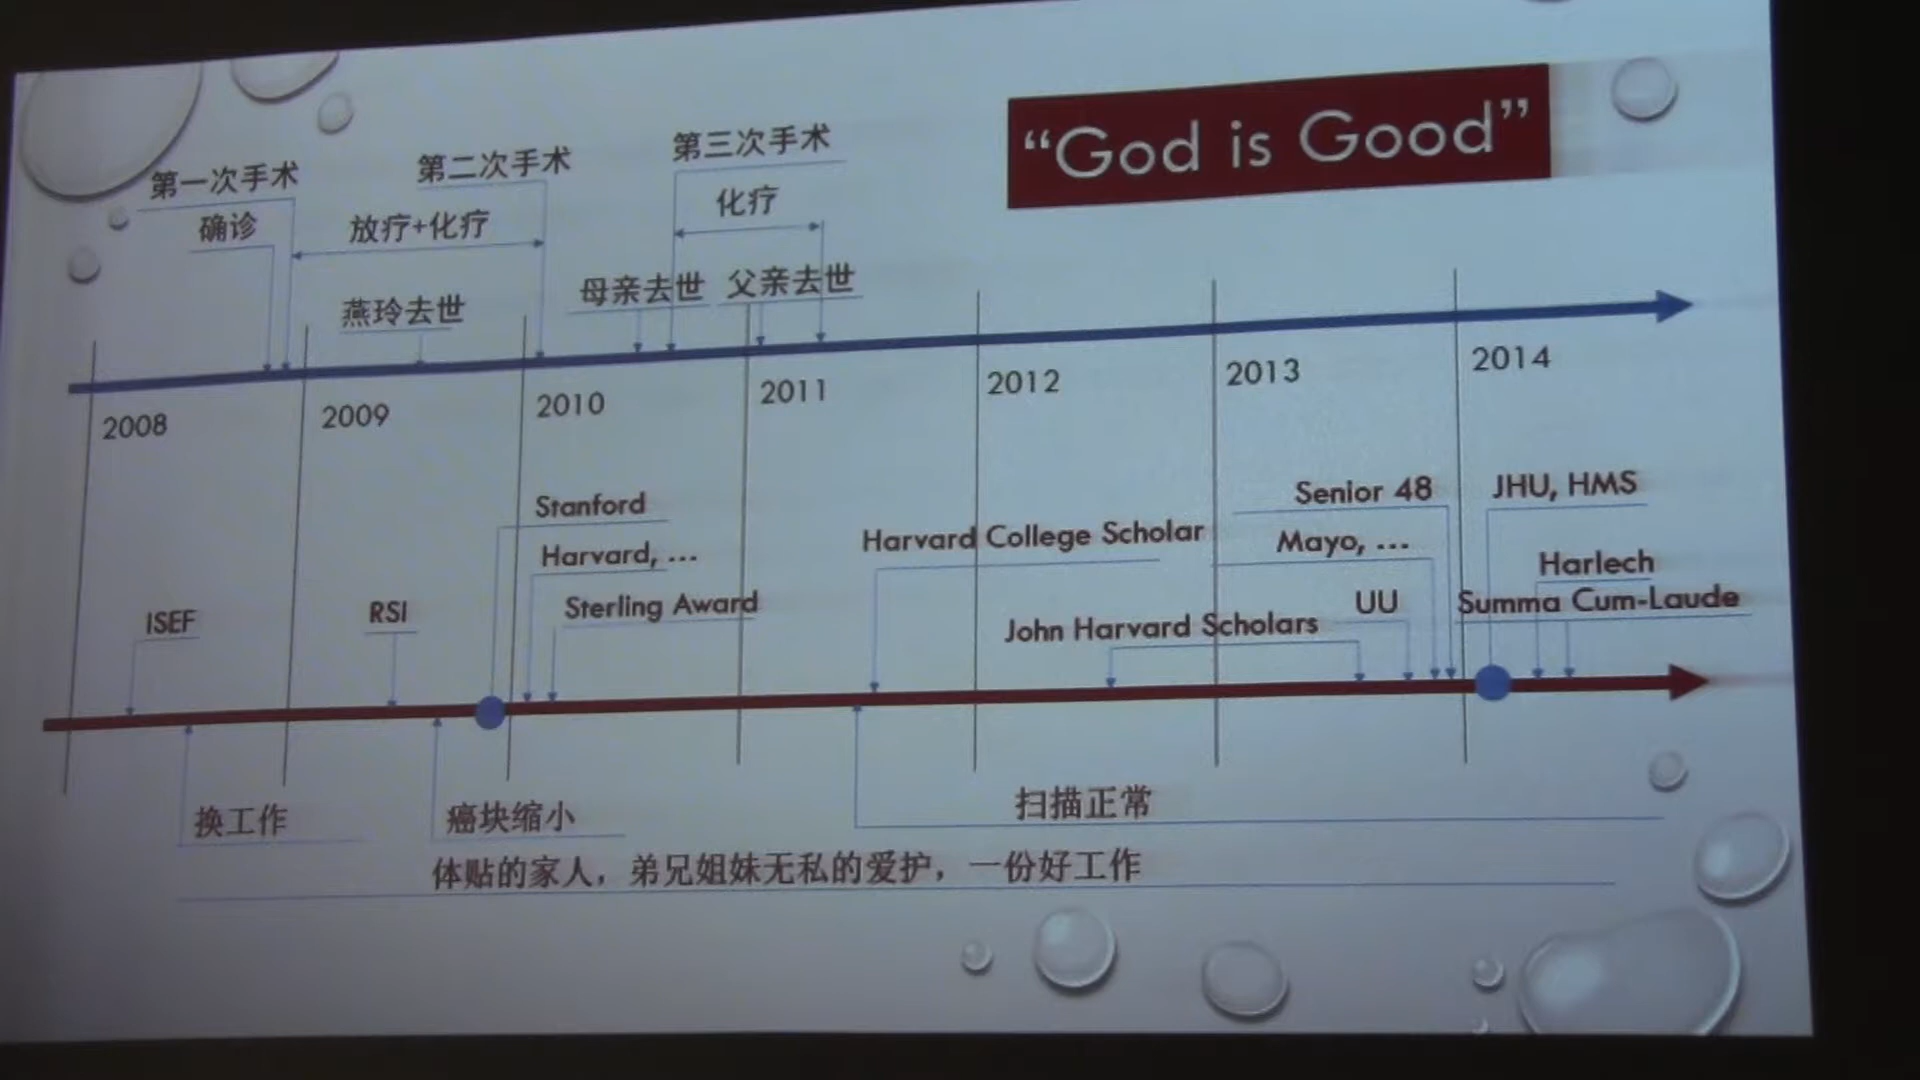 “God is Good”
第三次手术
第二次手术
第一次手术
化疗
确诊
放疗+化疗
母亲去世
父亲去世
燕玲去世
2008
2009
2010
2011
2012
2013
2014
Stanford
Senior 48
JHU, HMS
Harvard, ...
Harvard College Scholar
Mayo, ...
Harlech
ISEF
RSI
Sterling Award
John Harvard Scholars
UU
Summa Cum-Laude
换工作
癌块缩小
扫描正常
体贴的家人，弟兄姐妹无私的爱护，一份好工作